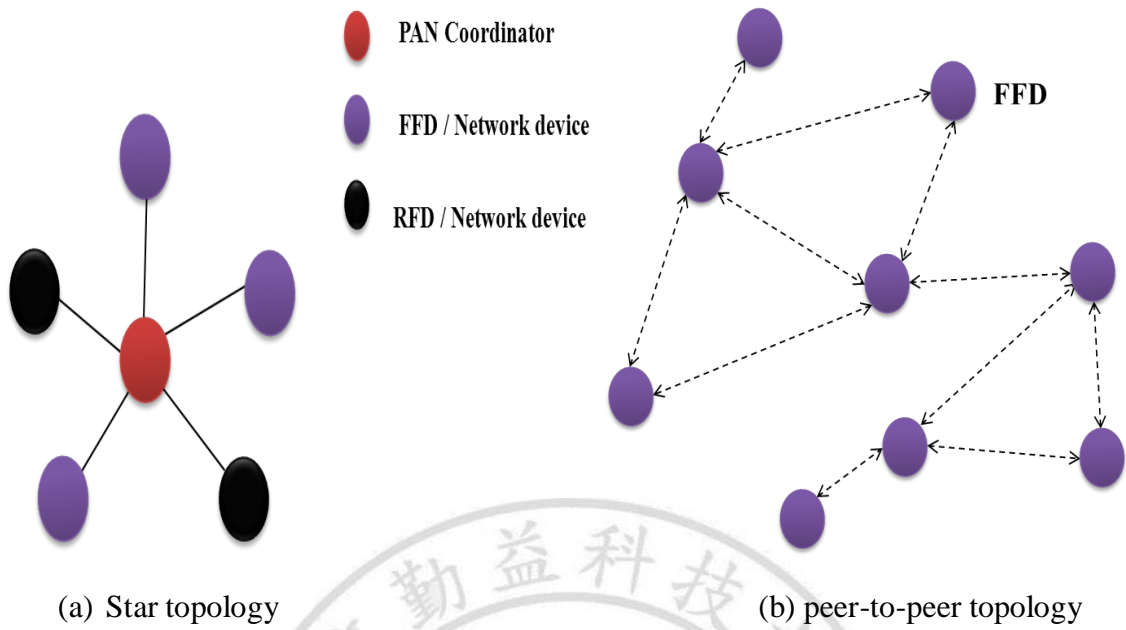 PAN Coordinator
FFD / Network device
RFD / Network device
FFD
勤益科技
(a) Star topology
(b) peer-to-peer topology